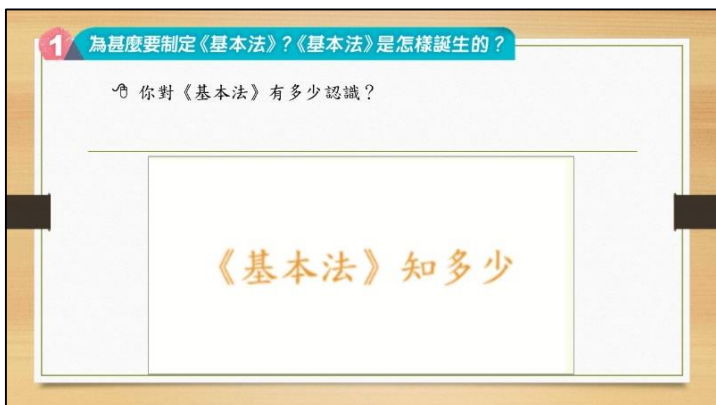 1 為甚麼要制定《基本法》？《基本法》是怎樣誕生的？
你對《基本法》有多少認識？
《基本法》知多少